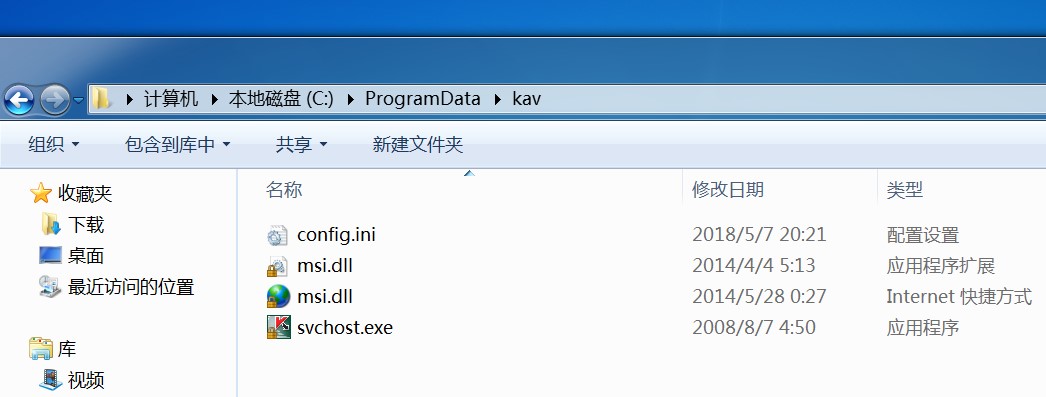 计算机 本地磁盘 (C:) ProgramData kav
组织 包含到库中 共享 新建文件夹
收藏夹
下载
桌面
最近访问的位置
库
视频
名称 修改日期 类型
config.ini 2018/5/7 20:21 配置设置
msi.dll 2014/4/4 5:13 应用程序扩展
msi.dll 2014/5/28 0:27 Internet 快捷方式
svchost.exe 2008/8/7 4:50 应用程序